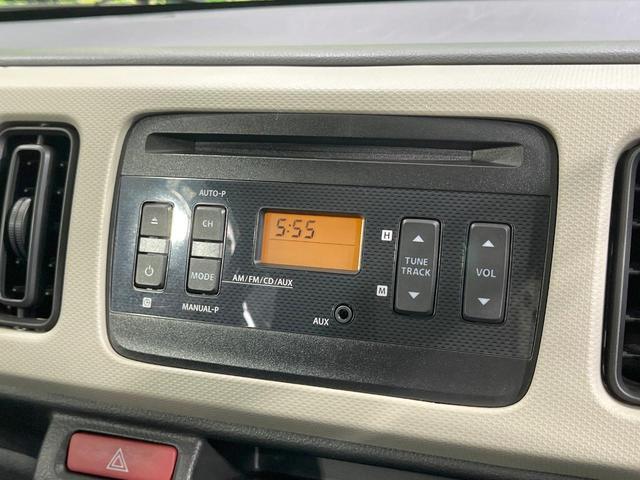 AUTO-P
CH
5:55
H
TUNE
TRACK
VOL
MODE
AM/FM/CD/AUX
M
C
MANUAL-P
AUX